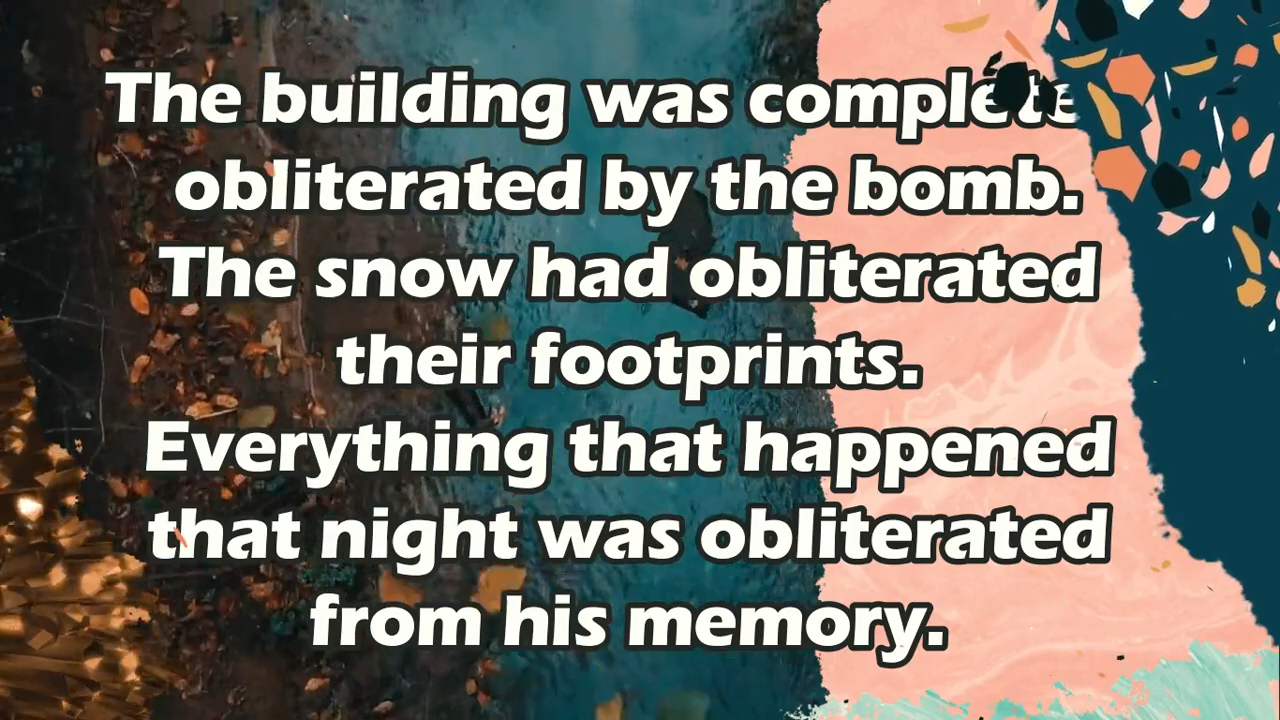 The building was complete
obliterated by the bomb.
The snow had obliterated
their footprints.
Everything that happened
that night was obliterated
from his memory.